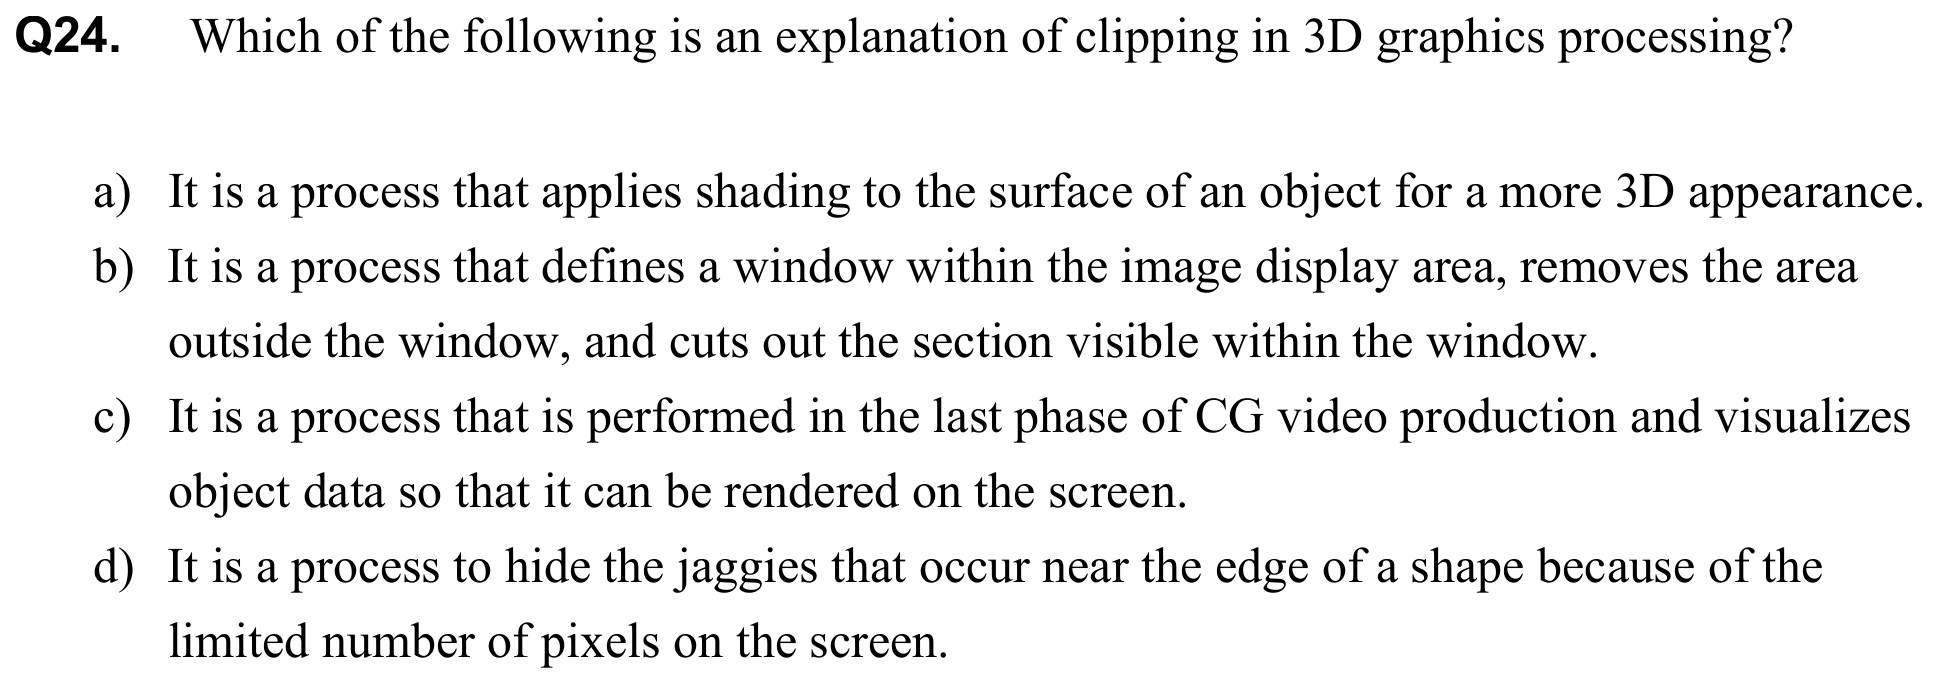 Q24. Which of the following is an explanation of clipping in 3D graphics processing?
a) It is a process that applies shading to the surface of an object for a more 3D appearance.
b) It is a process that defines a window within the image display area, removes the area
outside the window, and cuts out the section visible within the window.
c) It is a process that is performed in the last phase of CG video production and visualizes
object data so that it can be rendered on the screen.
d) It is a process to hide the jaggies that occur near the edge of a shape because of the
limited number of pixels on the screen.